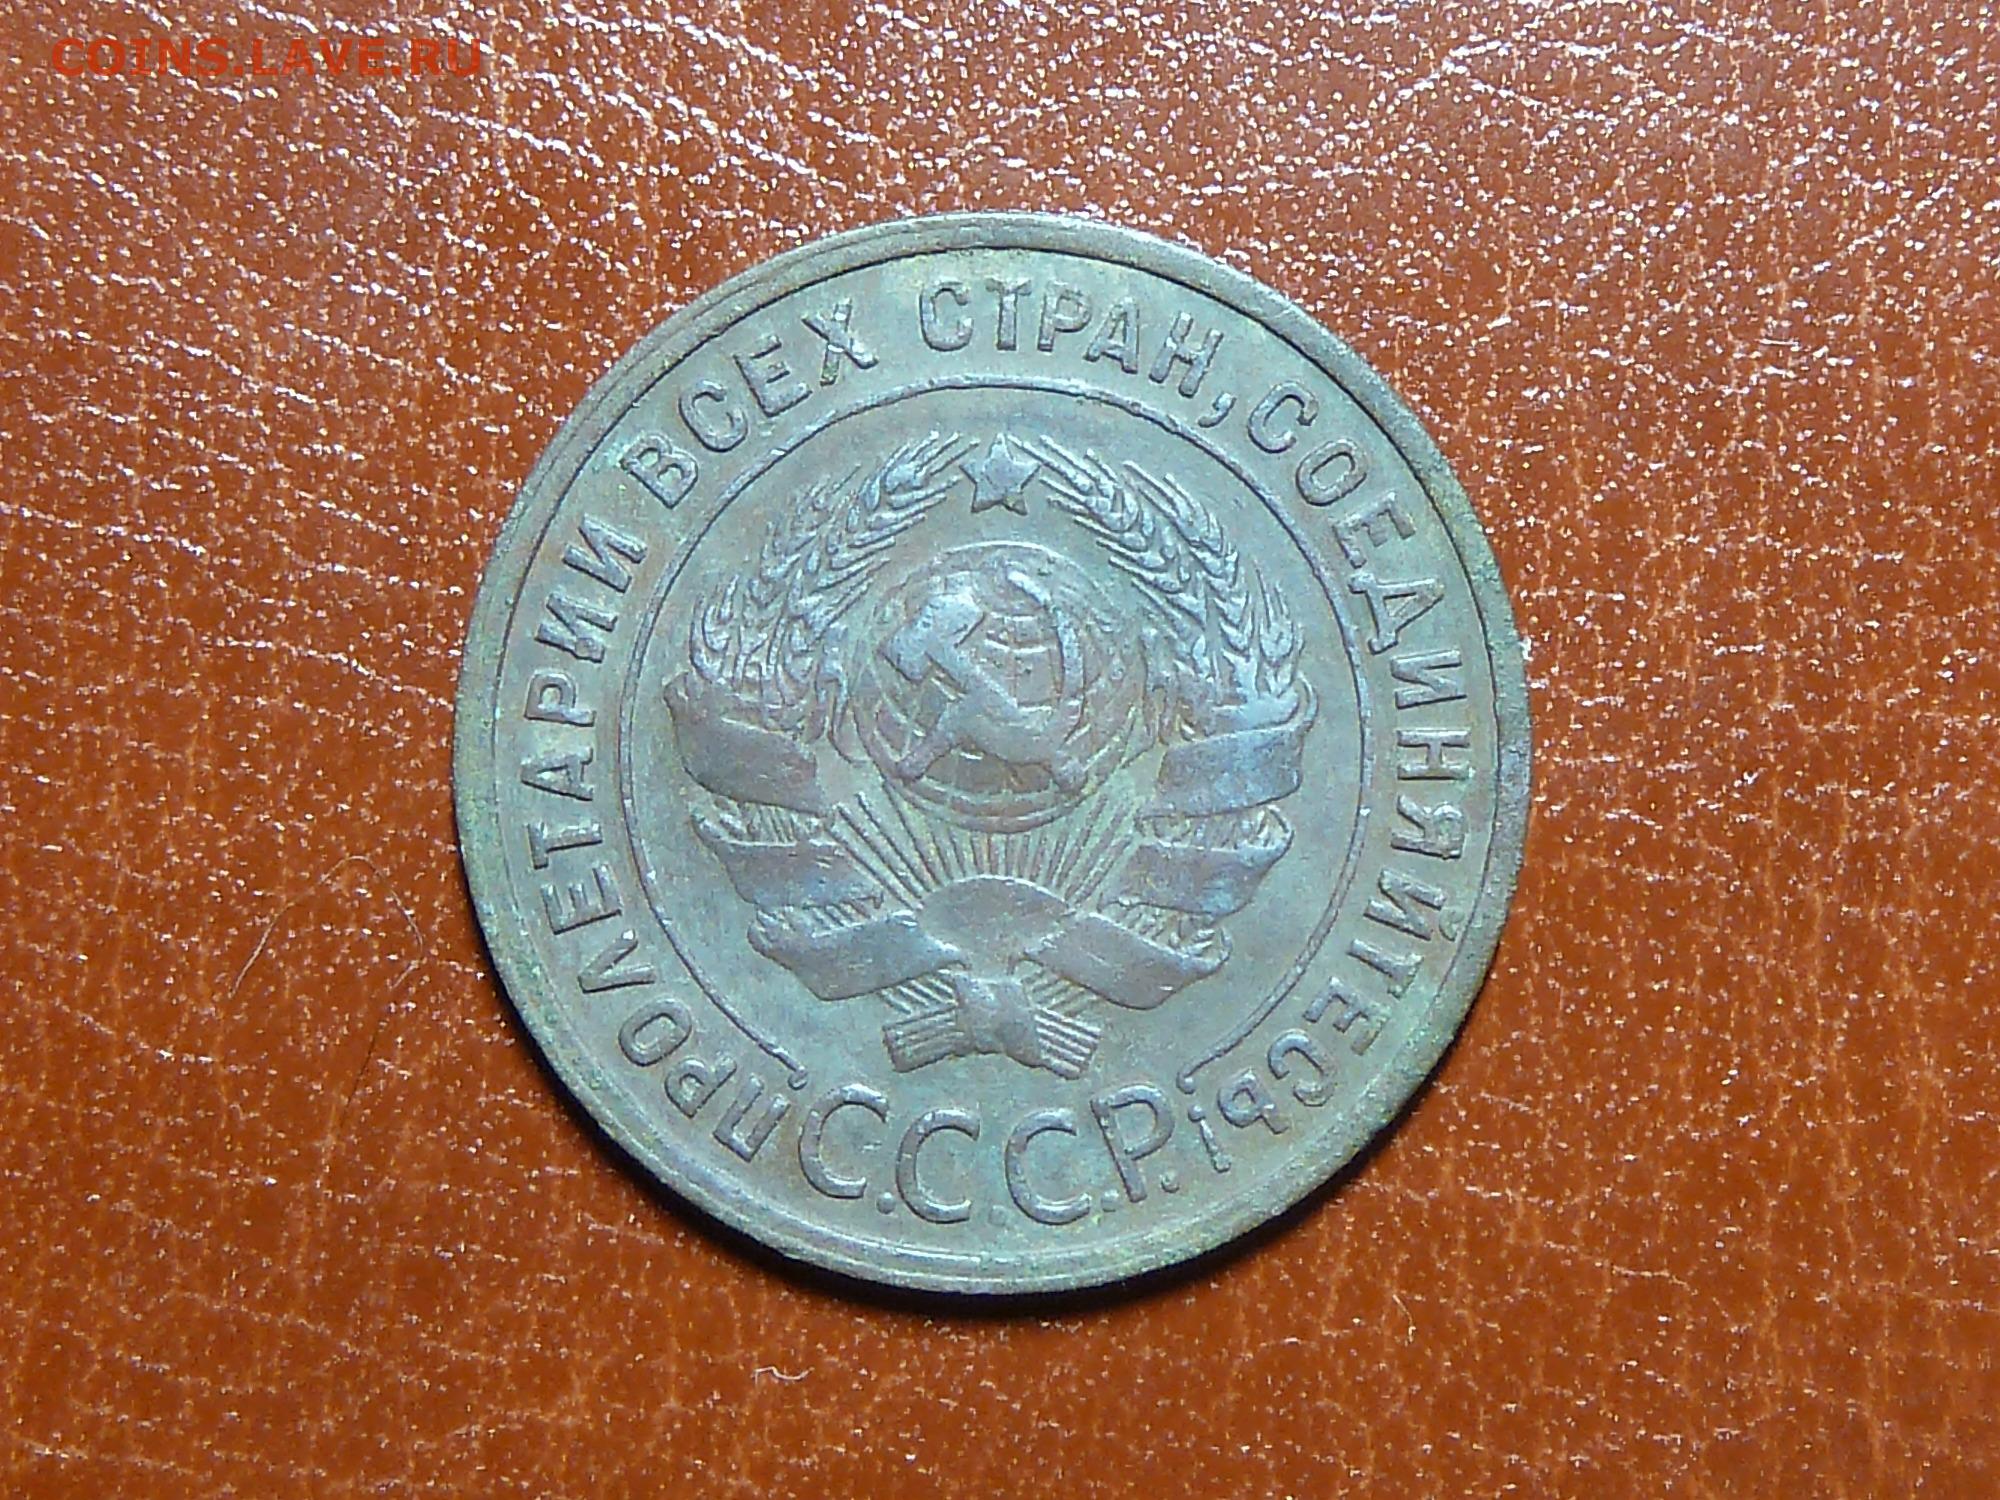 COINS.LAVE.RU
ПРОЛЕТАРИИ ВСЕХ СТРАН, СОЕДИНЯЙТЕСЬ!
С.С.С.Р.